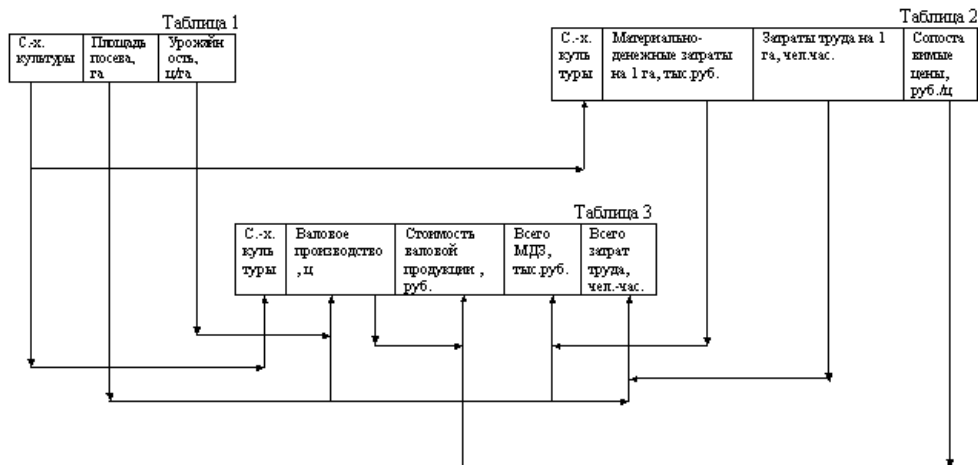 Таблица 1
С.-х.
культуры
Площадь
посева,
га
Урожайн
ость,
ц/га
Таблица 2
С.-х.
куль
туры
Материально-
денежные затраты
на 1 га, тыс.руб.
Затраты труда на 1
га, чел.час.
Сопоста
вимые
цены,
руб./ц
Таблица 3
С.-х.
куль
туры
Валовое
производство
, ц
Стоимость
валовой
продукции ,
руб.
Всего
МДЗ,
тыс.руб.
Всего
затрат
труда,
чел.-час.